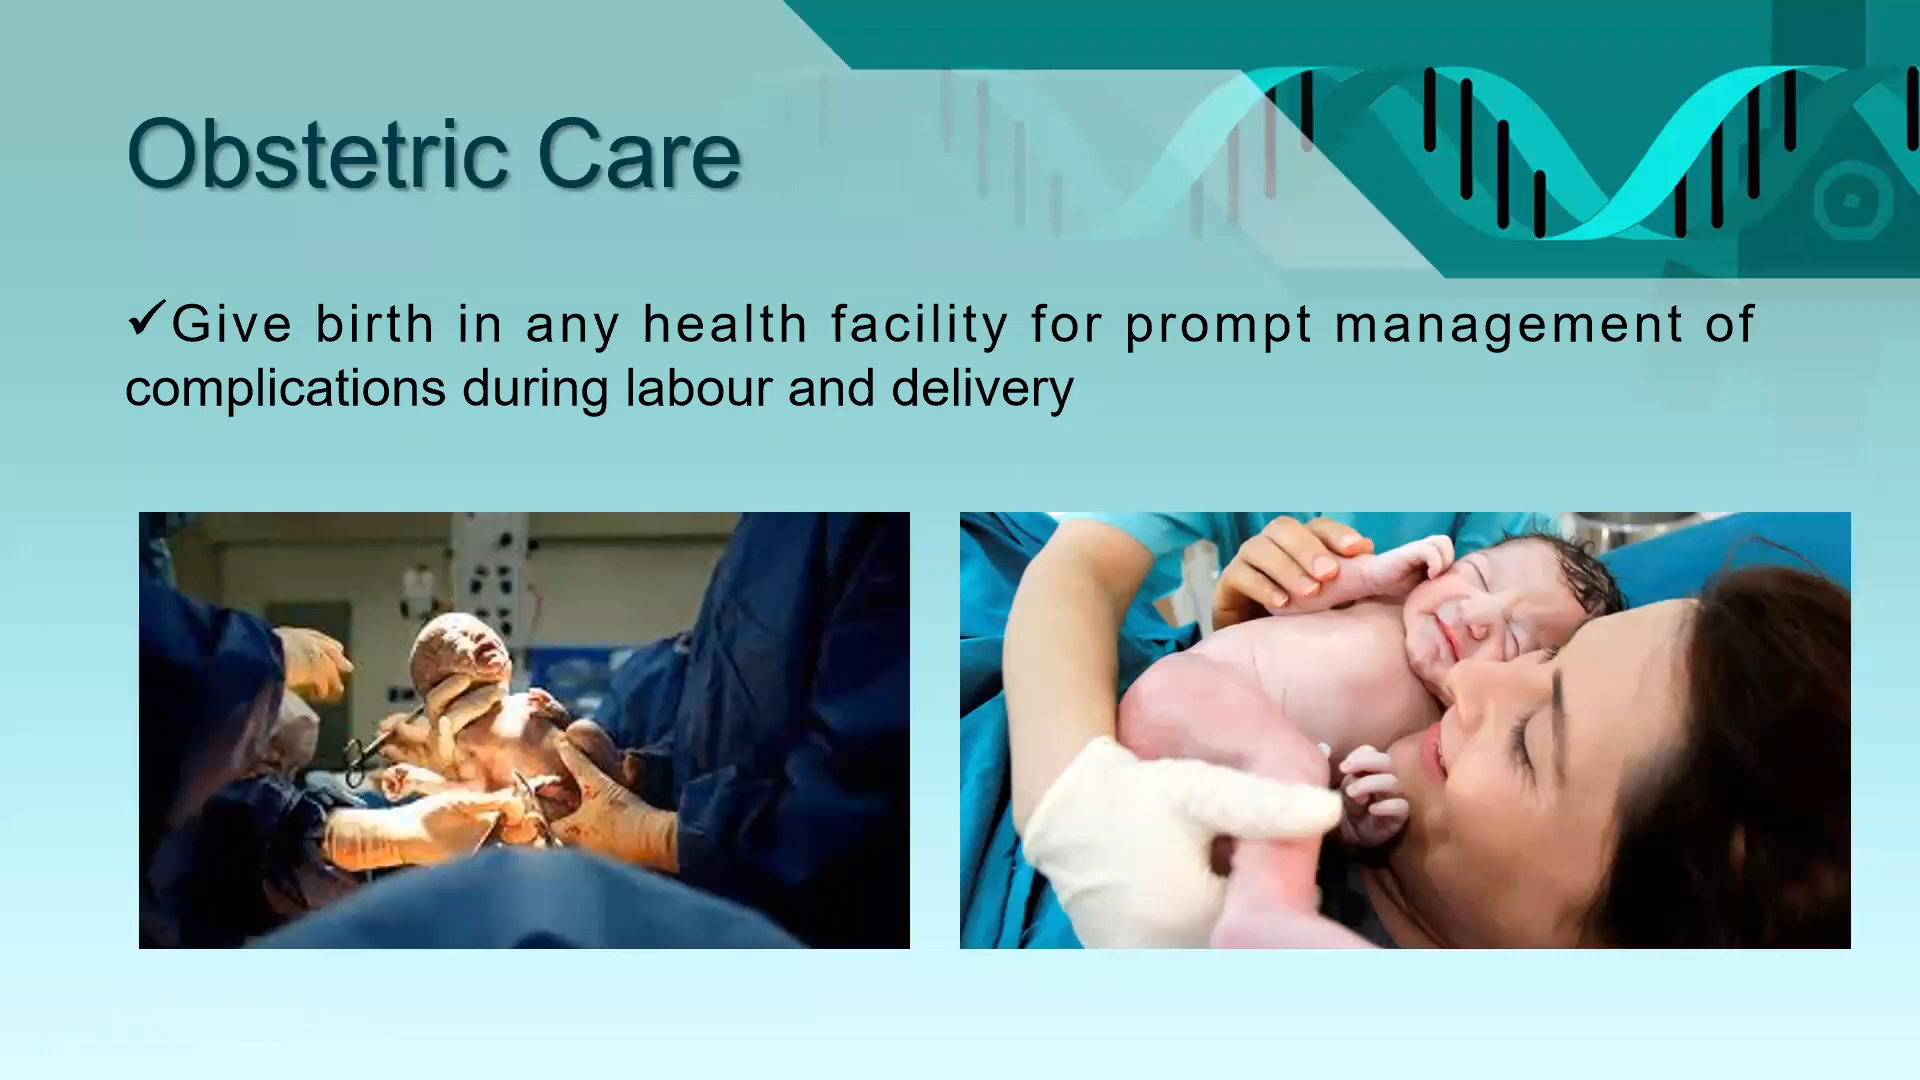 Obstetric Care
✓Give birth in any health facility for prompt management of
complications during labour and delivery